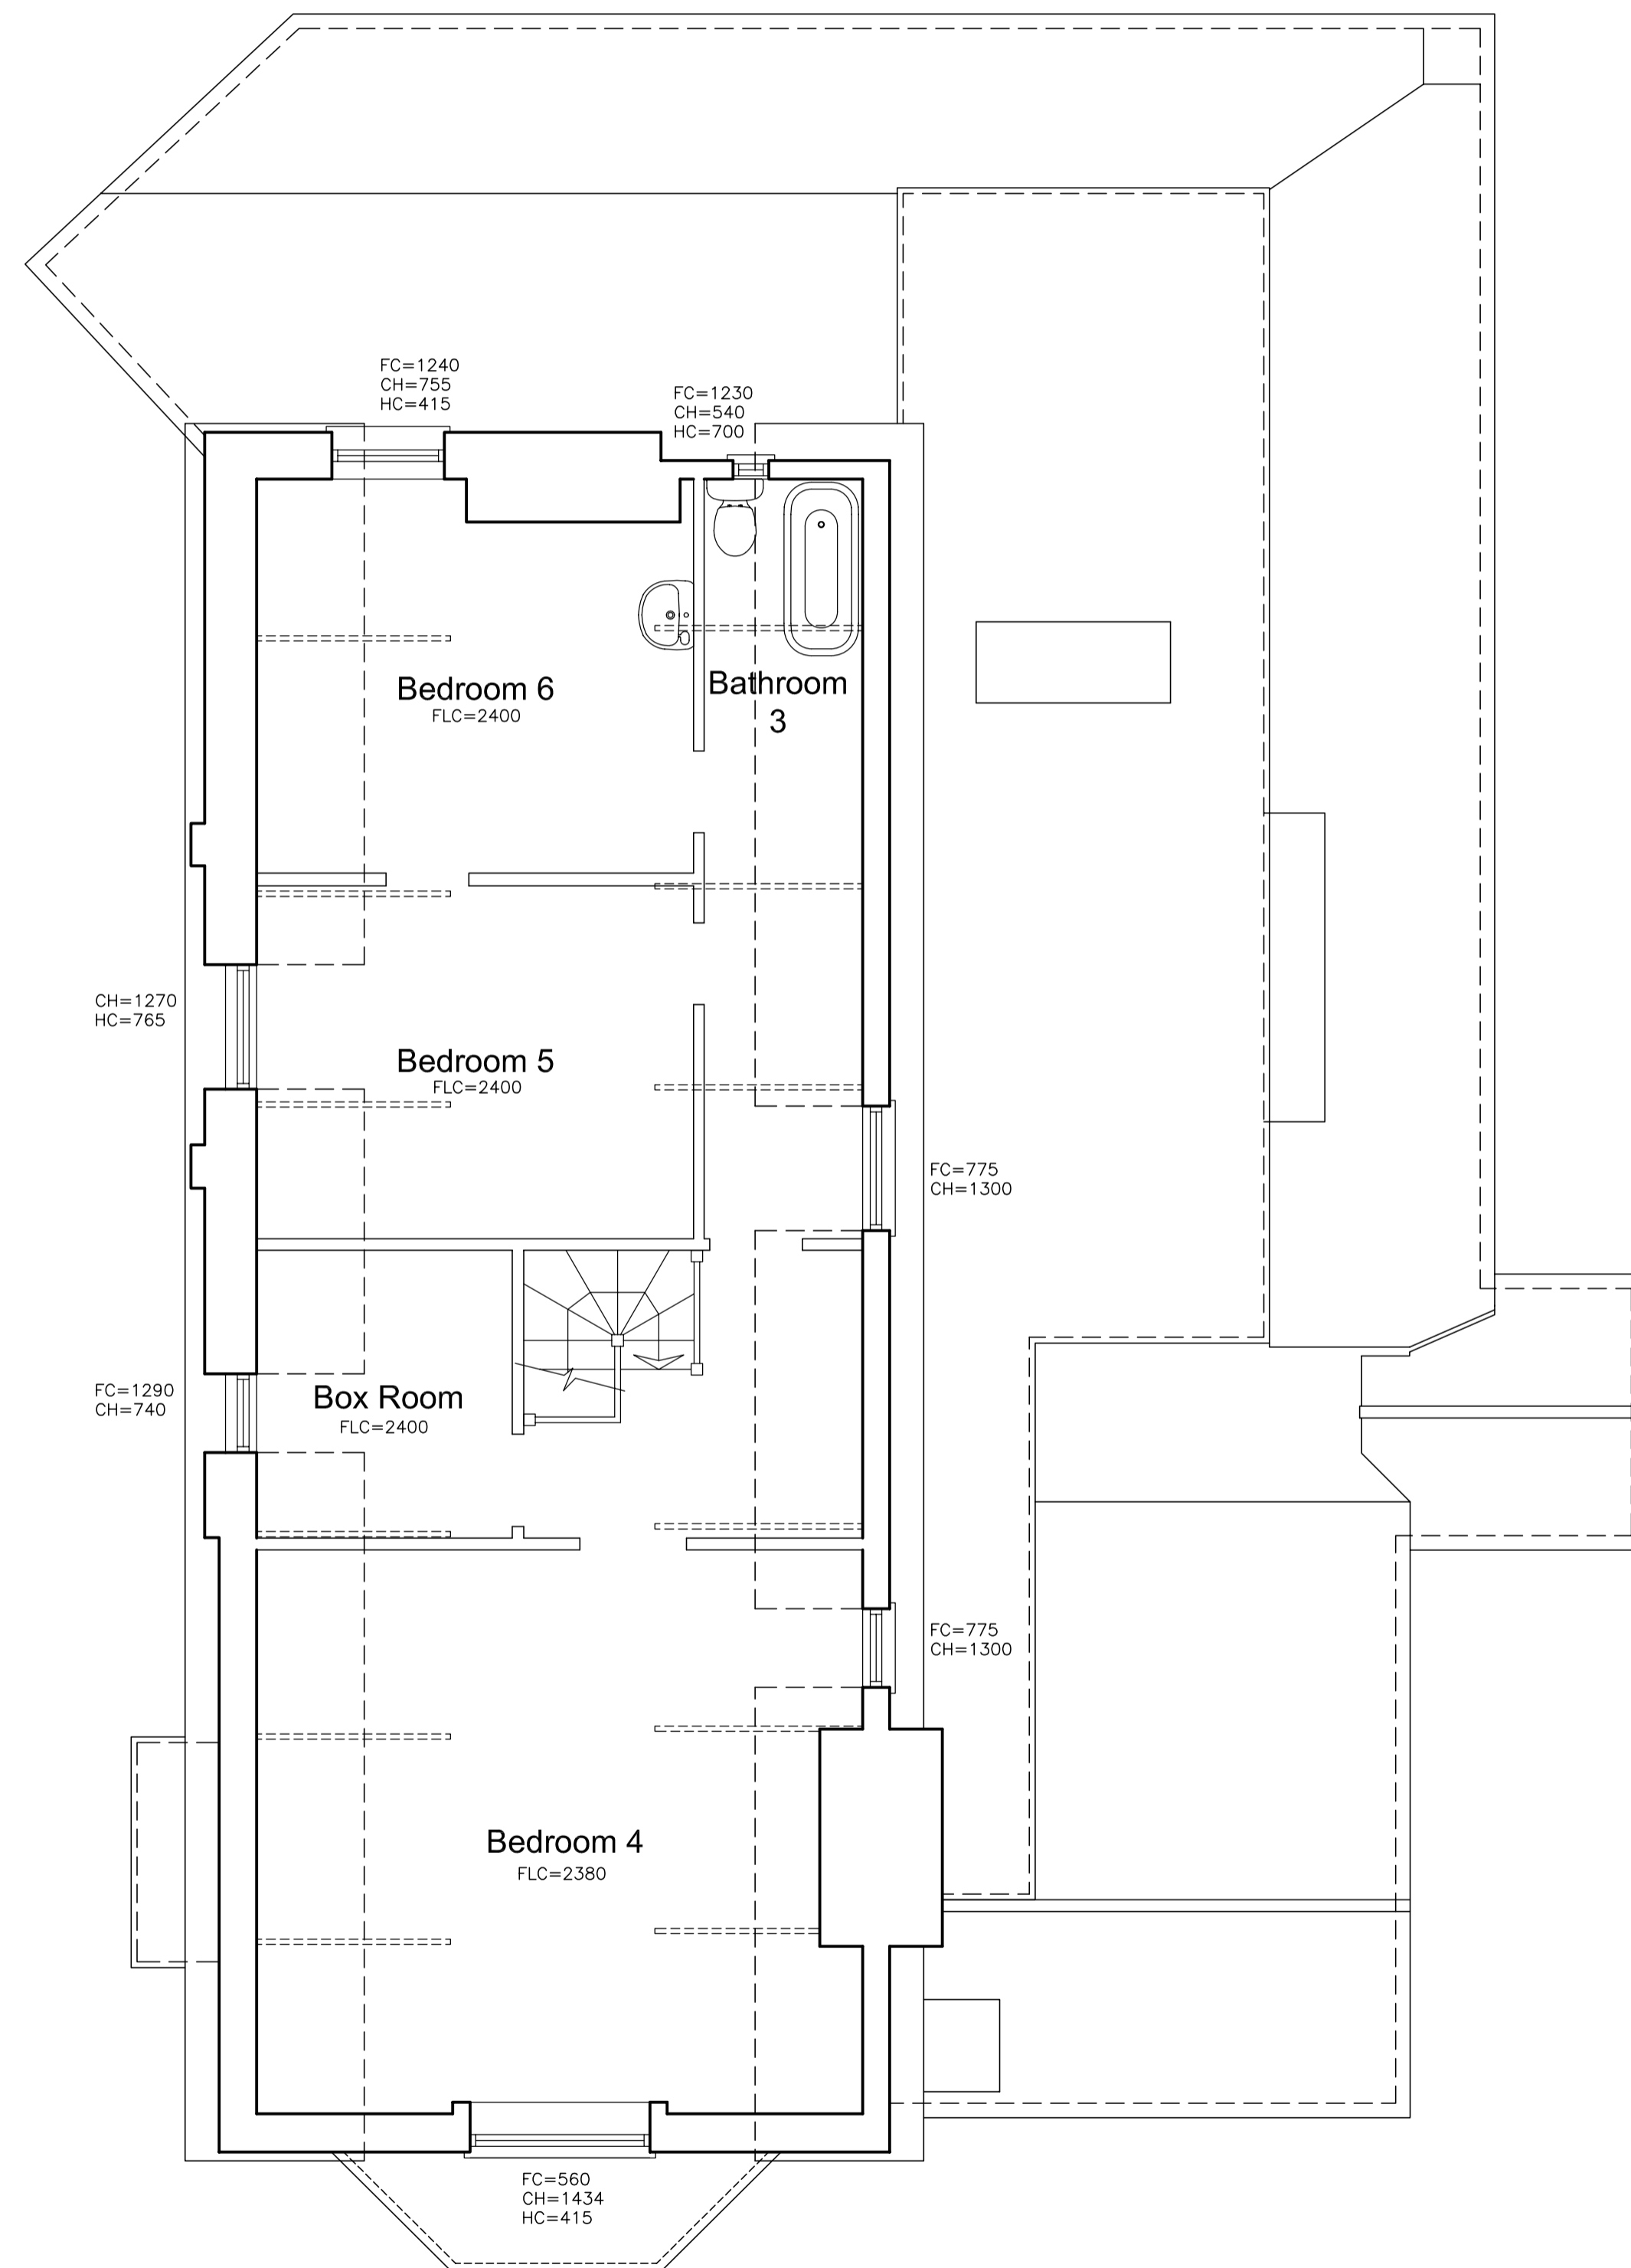 FC=1240
CH=755
HC=415
FC=1230
CH=540
HC=700
Bedroom 6
FLC=2400
Bathroom
3
CH=1270
HC=765
Bedroom 5
FLC=2400
FC=775
CH=1300
FC=1290
CH=740
Box Room
FLC=2400
FC=775
CH=1300
Bedroom 4
FLC=2380
FC=560
CH=1434
HC=415